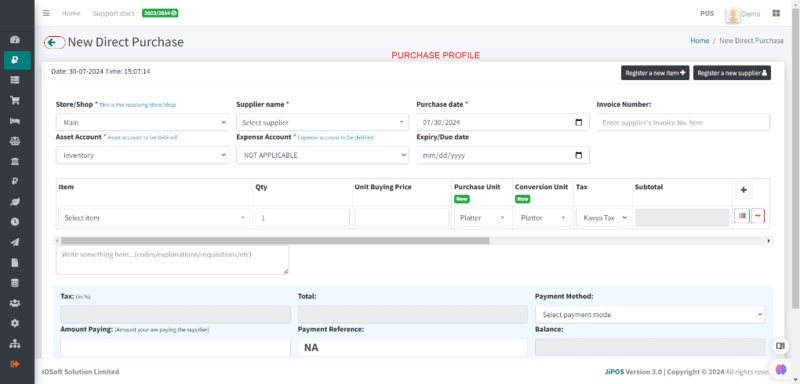 Home Support docs 2023/2024 POS Demo
New Direct Purchase Home / New Direct Purchase
PURCHASE PROFILE
Date: 30-07-2024 Time: 15:07:14 Register a new item Register a new supplier
Store/Shop * This is the receiving store/shop Supplier name * Purchase date * Invoice Number:
Main Select supplier 07/30/2024 Enter supplier's Invoice No. here
Asset Account * Asset account to be debited Expense Account * Expense account to be debited Expiry/Due date
Inventory NOT APPLICABLE mm/dd/yyyy
Item Qty Unit Buying Price Purchase Unit Conversion Unit Tax Subtotal
New New
Select item 1 Platter Platter Kavya Tax
Write something here...(codes/explanations/requisitions/etc)
Tax: (in %) Total: Payment Method:
Select payment mode
Amount Paying: (Amount your are paying the supplier) Payment Reference: Balance:
NA
iOSoft Solution Limited JiPOS Version 3.0 | Copyright © 2024 All rights rese